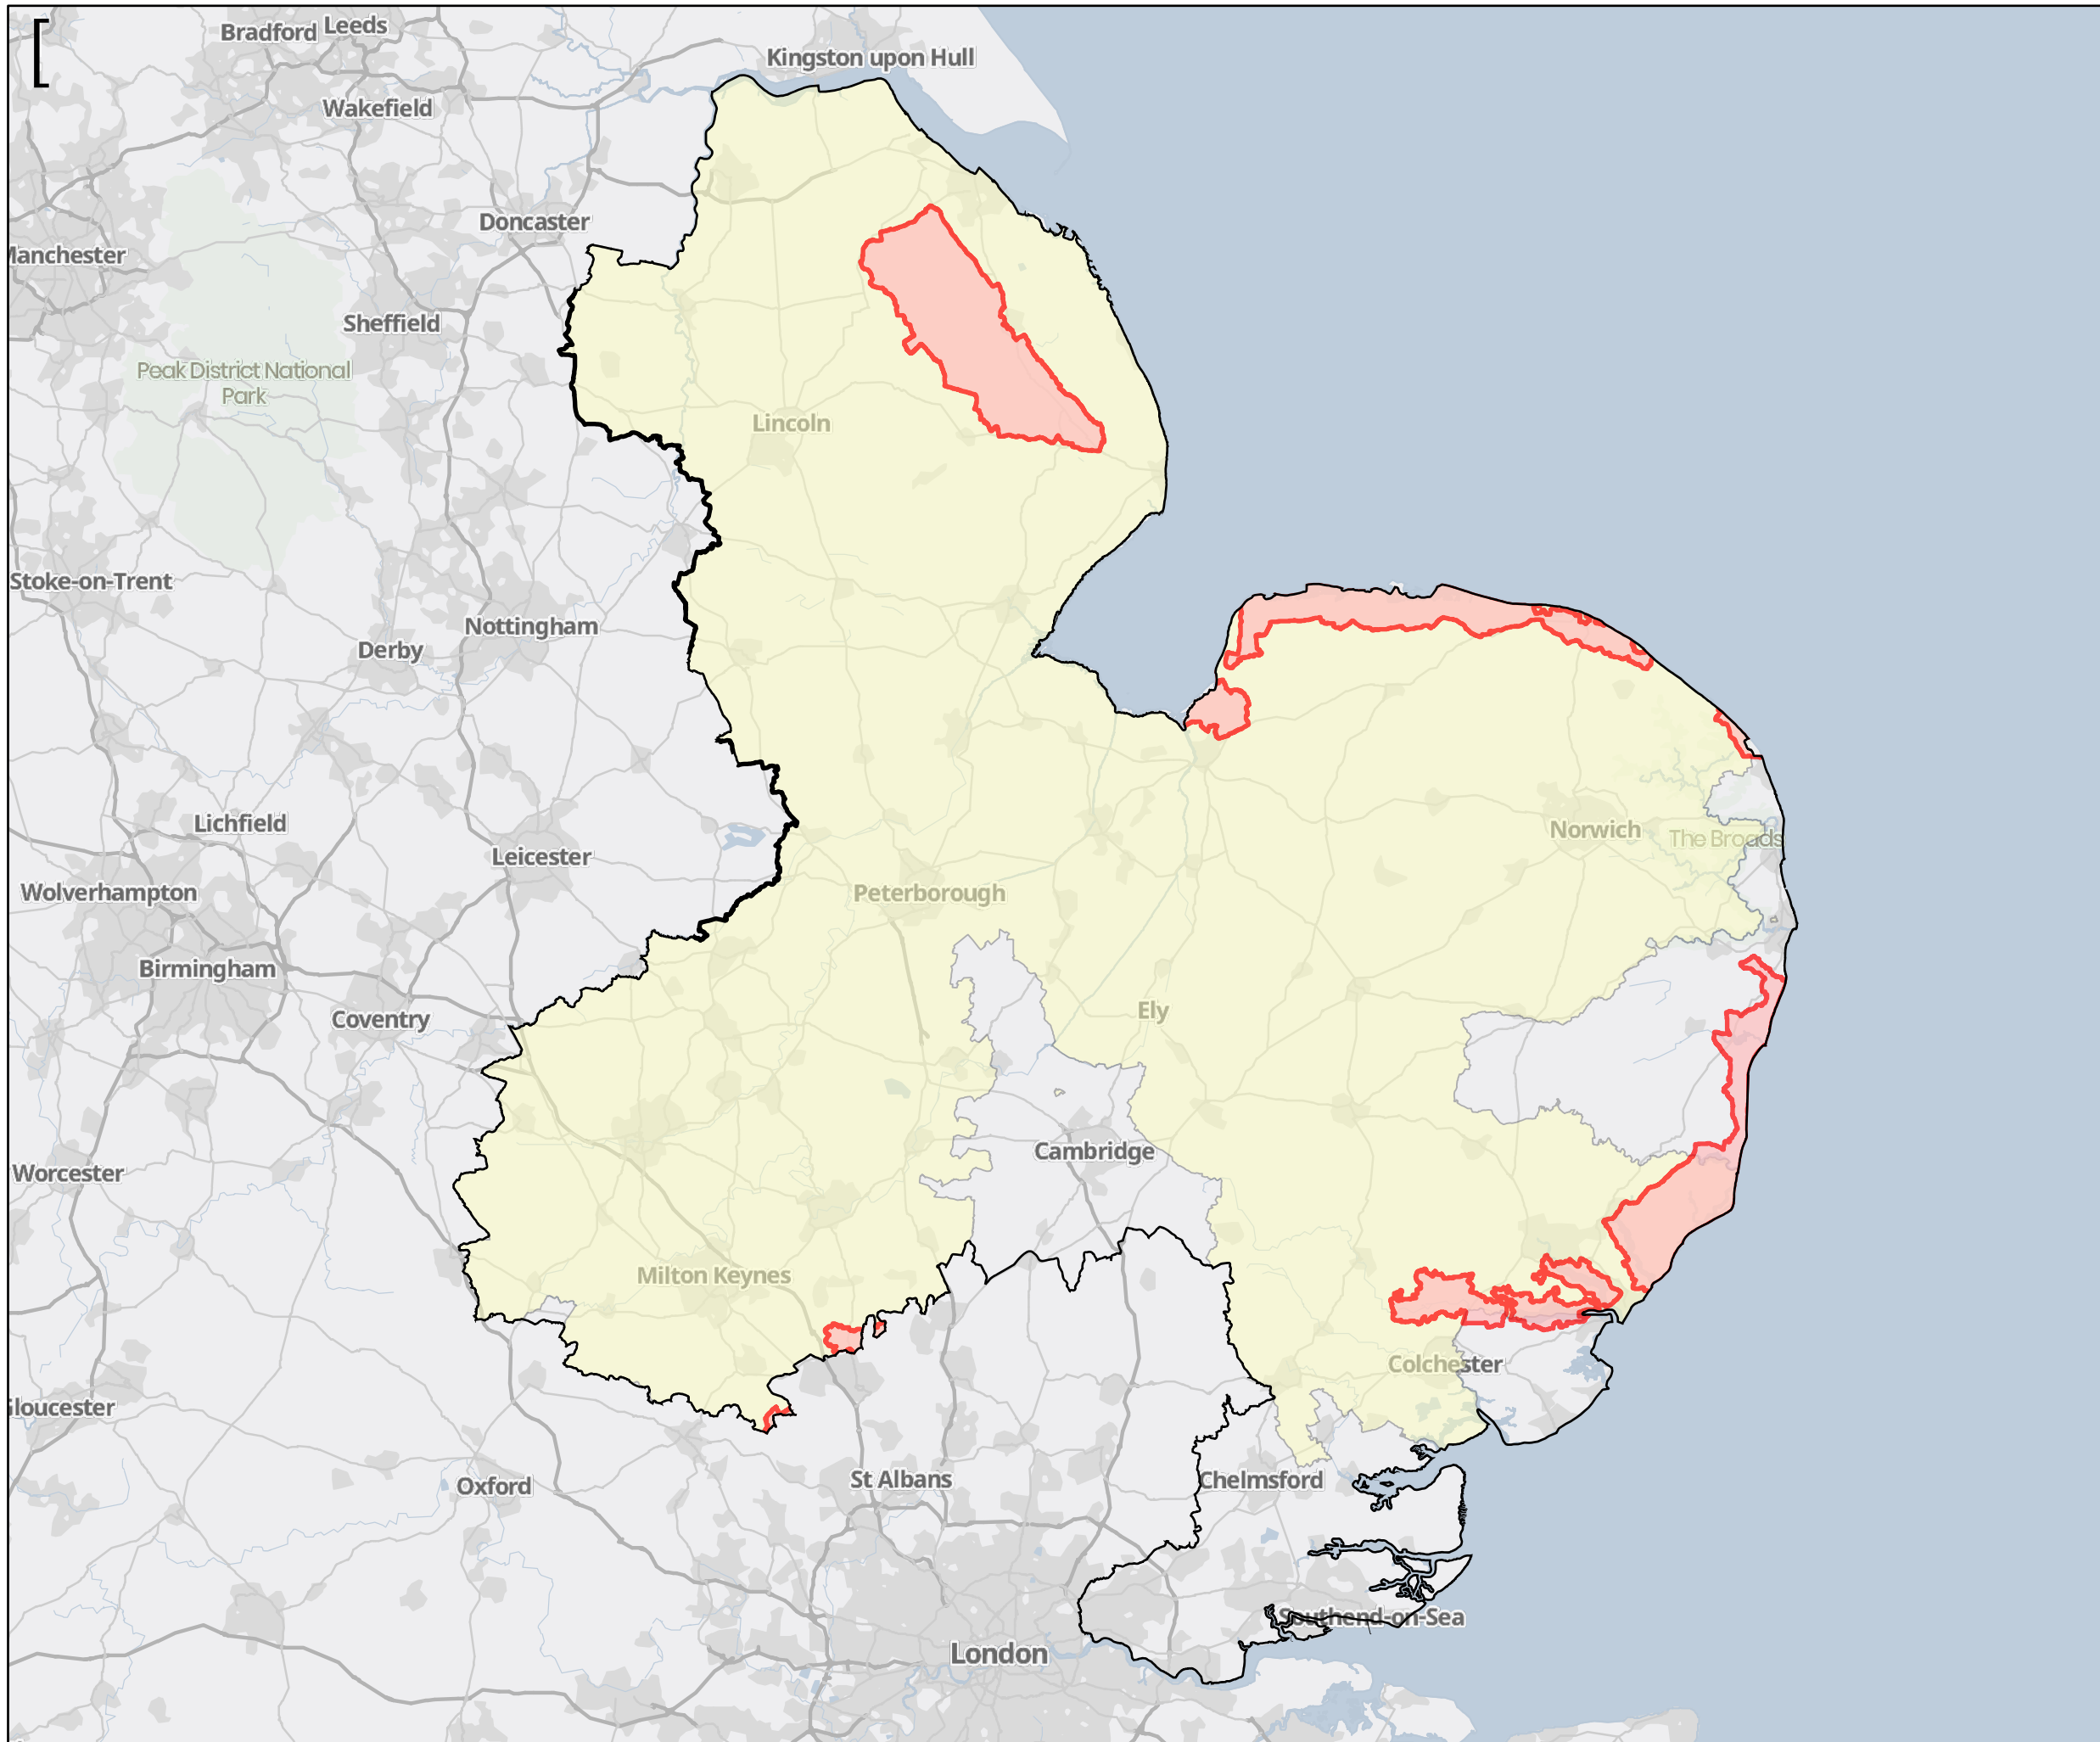 [
Bradford
Leeds
Kingston upon Hull
Wakefield
Doncaster
Manchester
Sheffield
Peak District National
Park
Lincoln
Stoke-on-Trent
Nottingham
Derby
Lichfield
Norwich
The Broads
Leicester
Wolverhampton
Peterborough
Birmingham
Ely
Coventry
Cambridge
Worcester
Milton Keynes
Colchester
Gloucester
St Albans
Chelmsford
Oxford
Southend-on-Sea
London